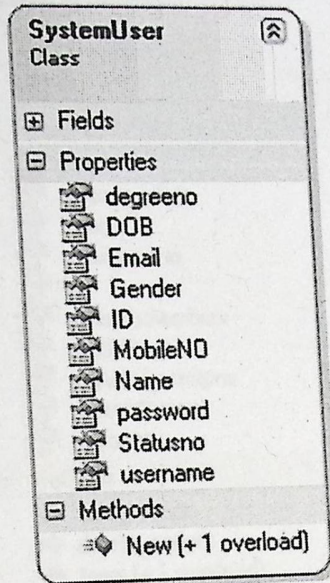 SystemUser
Class
Fields
Properties
degreeno
DOB
Email
Gender
ID
MobileNO
Name
password
Statusno
username
Methods
New (+ 1 overload)